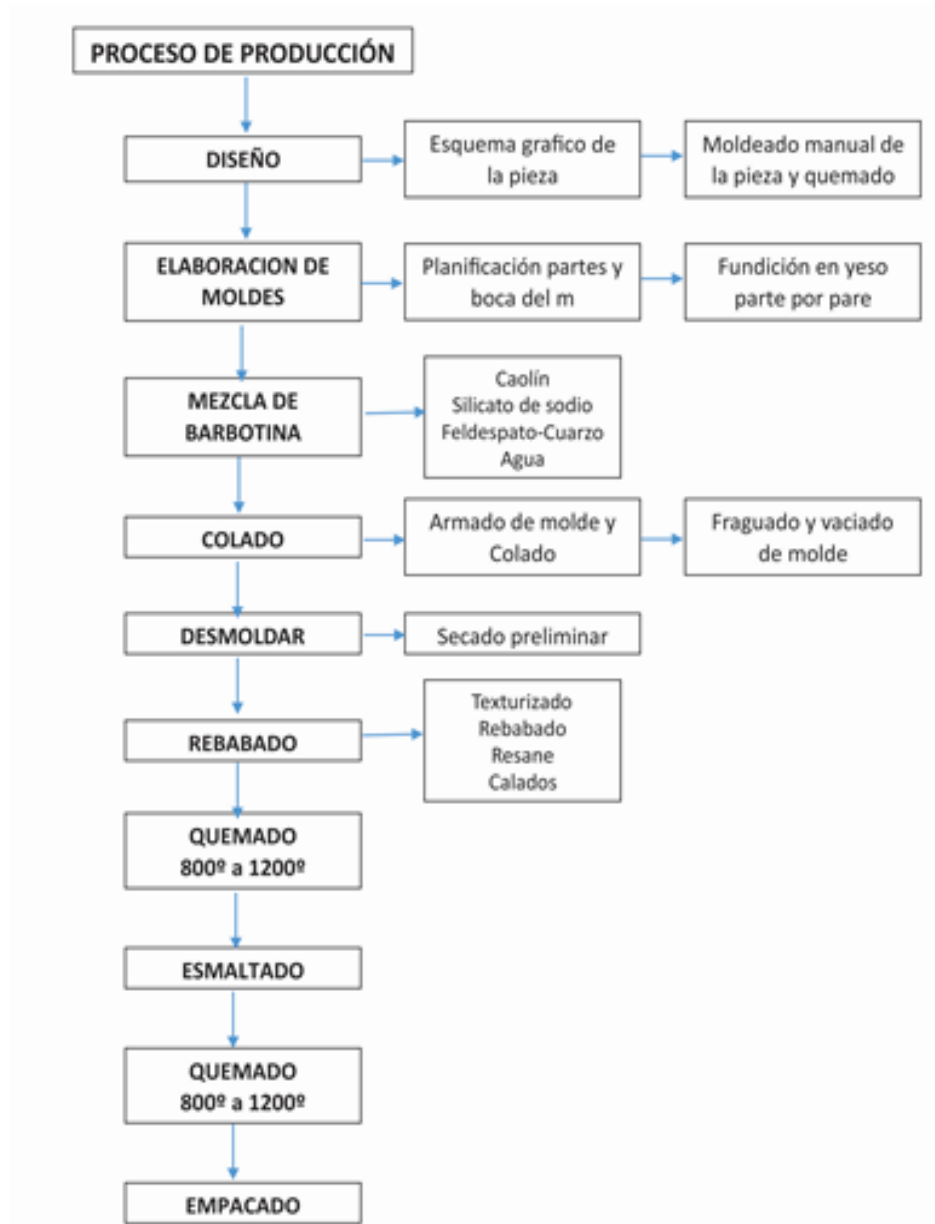 PROCESO DE PRODUCCIÓN
DISEÑO
Esquema grafico de
la pieza
Moldeado manual de
la pieza y quemado
ELABORACION DE
MOLDES
Planificación partes y
boca del m
Fundición en yeso
parte por pare
MEZCLA DE
BARBOTINA
Caolín
Silicato de sodio
Feldespato-Cuarzo
Agua
COLADO
Armado de molde y
Colado
Fraguado y vaciado
de molde
DESMOLDAR
Secado preliminar
REBABADO
Texturizado
Rebabado
Resane
Calados
QUEMADO
800º a 1200º
ESMALTADO
QUEMADO
800º a 1200º
EMPACADO